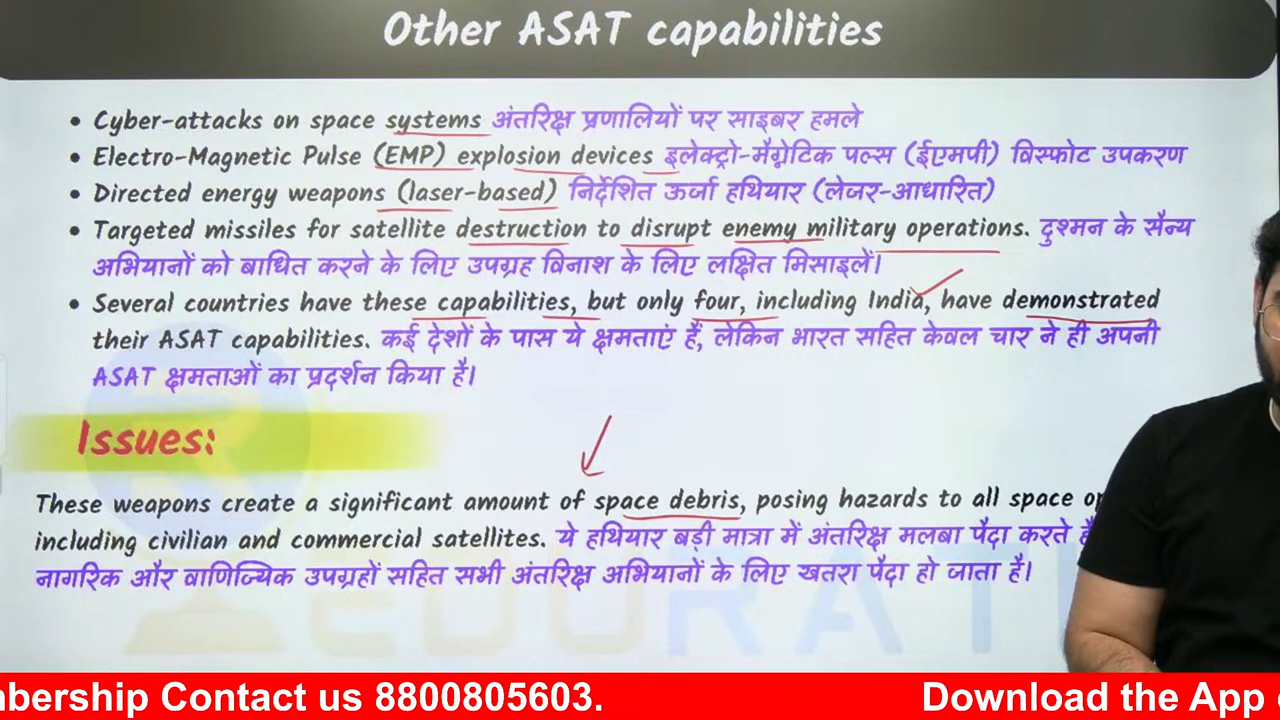 Other ASAT capabilities
• Cyber-attacks on space systems अंतरिक्ष प्रणालियों पर साइबर हमले
• Electro-Magnetic Pulse (EMP) explosion devices इलेक्ट्रो-मैग्नेटिक पल्स (ईएमपी) विस्फोट उपकरण
• Directed energy weapons (laser-based) निर्देशित ऊर्जा हथियार (लेजर-आधारित)
• Targeted missiles for satellite destruction to disrupt enemy military operations. दुश्मन के सैन्य
अभियानों को बाधित करने के लिए उपग्रह विनाश के लिए लक्षित मिसाइलें।
• Several countries have these capabilities, but only four, including India, have demonstrated
their ASAT capabilities. कई देशों के पास ये क्षमताएं हैं, लेकिन भारत सहित केवल चार ने ही अपनी
ASAT क्षमताओं का प्रदर्शन किया है।
Issues:
These weapons create a significant amount of space debris, posing hazards to all space
including civilian and commercial satellites. ये हथियार बड़ी मात्रा में अंतरिक्ष मलबा पैदा करते
नागरिक और वाणिज्यिक उपग्रहों सहित सभी अंतरिक्ष अभियानों के लिए खतरा पैदा हो जाता है।
mbership Contact us 8800805603. Download the App